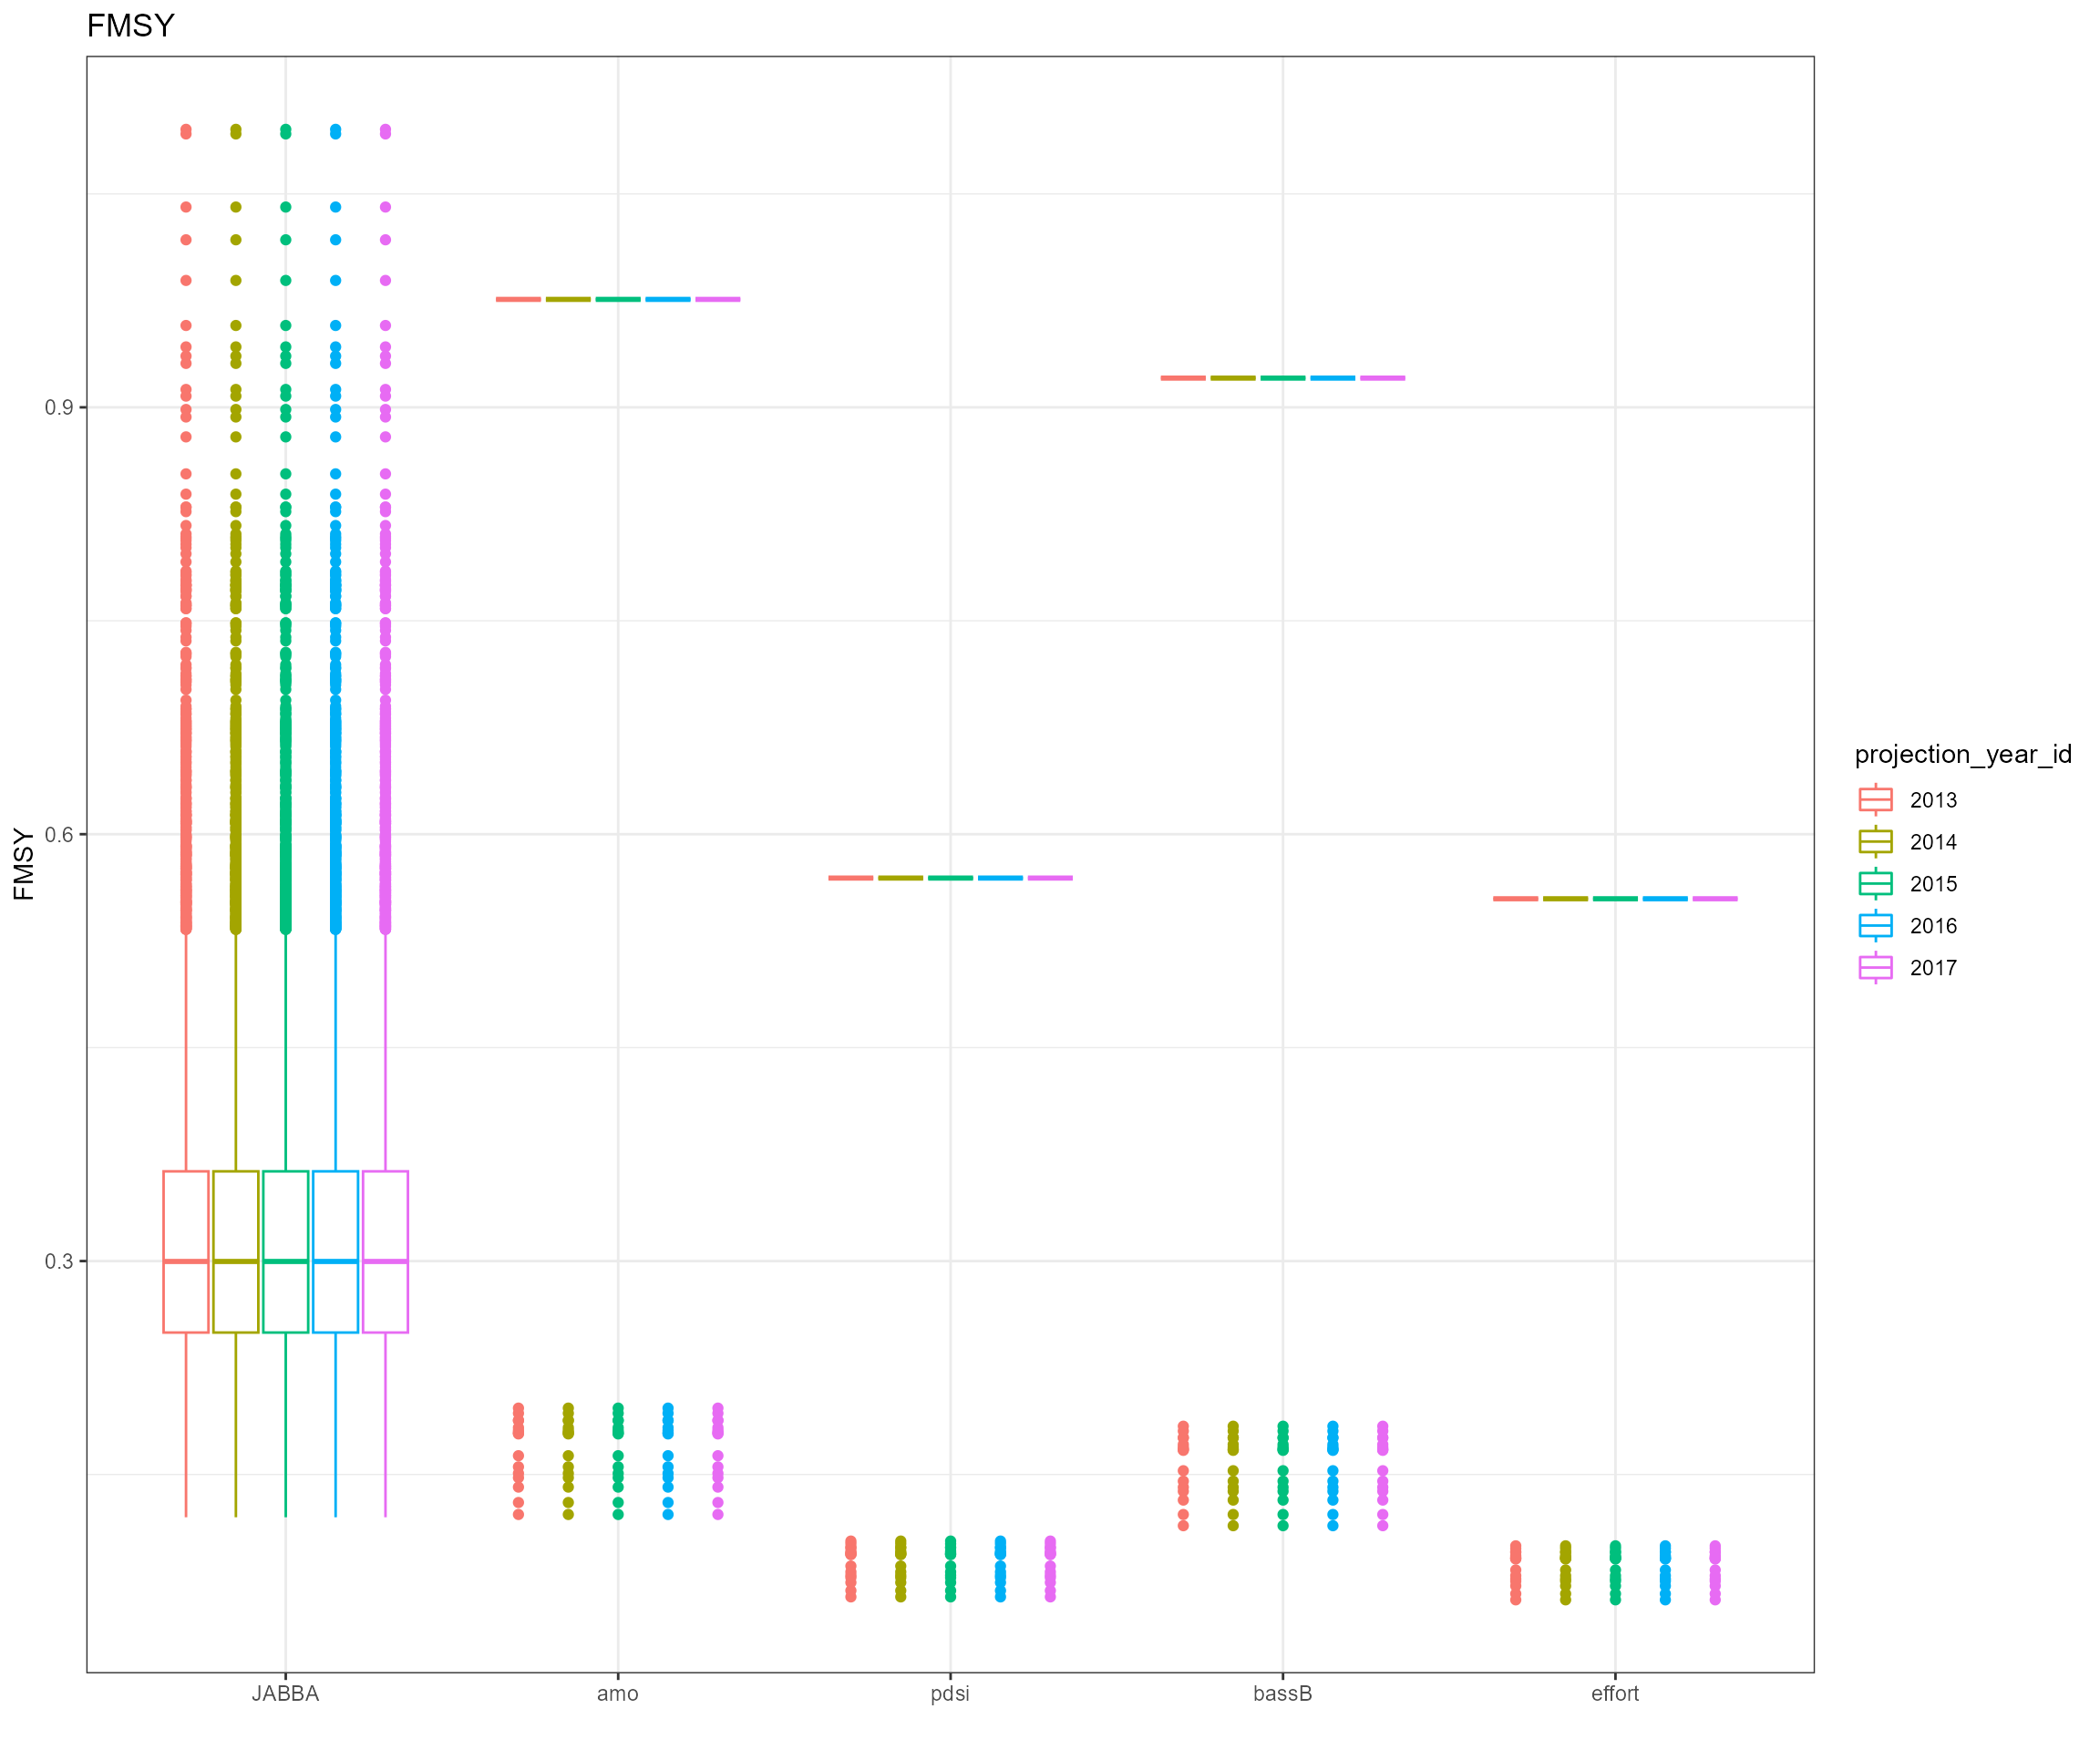 FMSY
FMSY
0.9
0.6
0.3
JABBA
amo
pdsi
bassB
effort
projection_year_id
2013
2014
2015
2016
2017